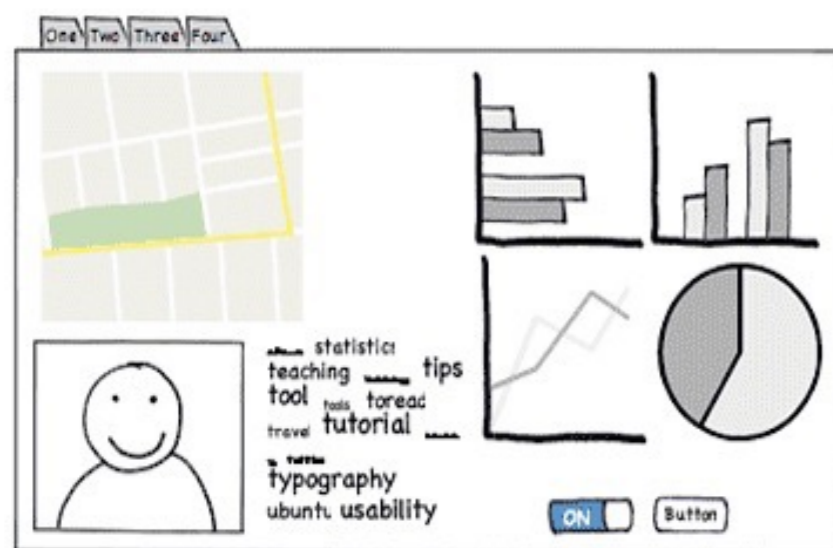 One Two Three Four
statistics
teaching tips
tool tools toread
travel tutorial
typography
ubuntu usability
ON Button